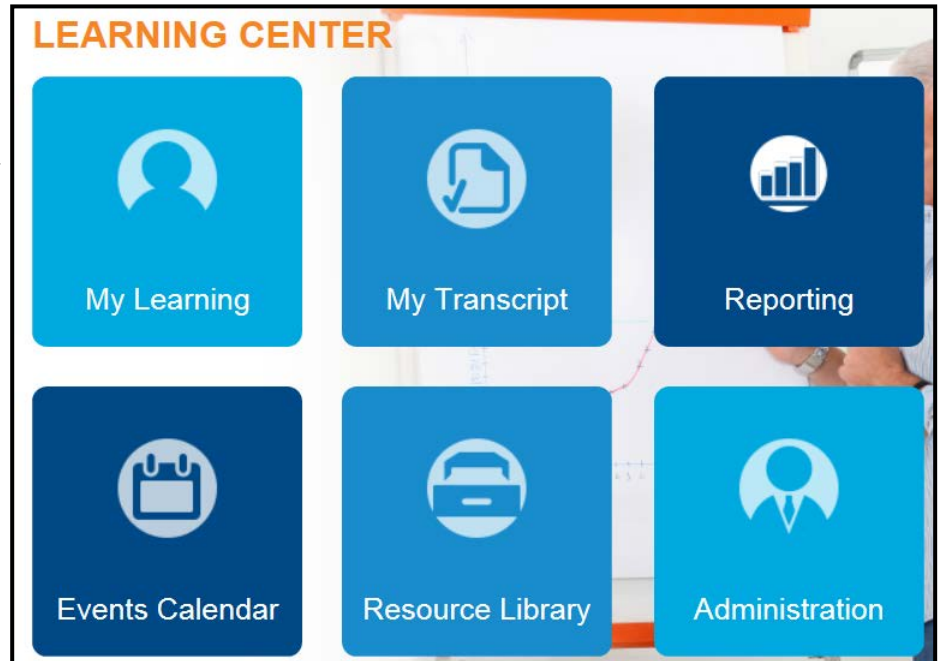 LEARNING CENTER
My Learning
My Transcript
Reporting
Events Calendar
Resource Library
Administration